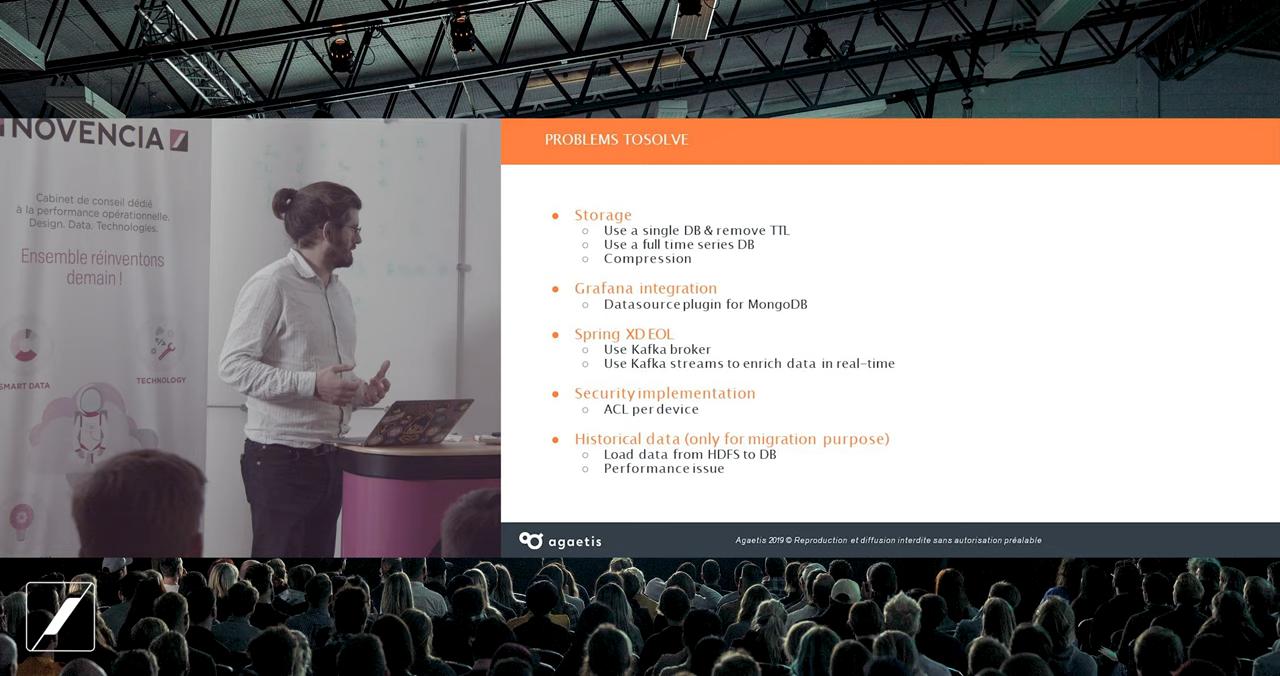 NOVENCIA
Cabinet de conseil dédié
à la performance opérationnelle.
Design. Data. Technologies.
Ensemble réinventons
demain !
SMART DATA
TECHNOLOGY
PROBLEMS TOSOLVE
Storage
Use a single DB & remove TTL
Use a full time series DB
Compression
Grafana integration
Datasource plugin for MongoDB
Spring XD EOL
Use Kafka broker
Use Kafka streams to enrich data in real-time
Security implementation
ACL per device
Historical data (only for migration purpose)
Load data from HDFS to DB
Performance issue
agaetis
Agaetis 2019 © Reproduction et diffusion interdite sans autorisation préalable